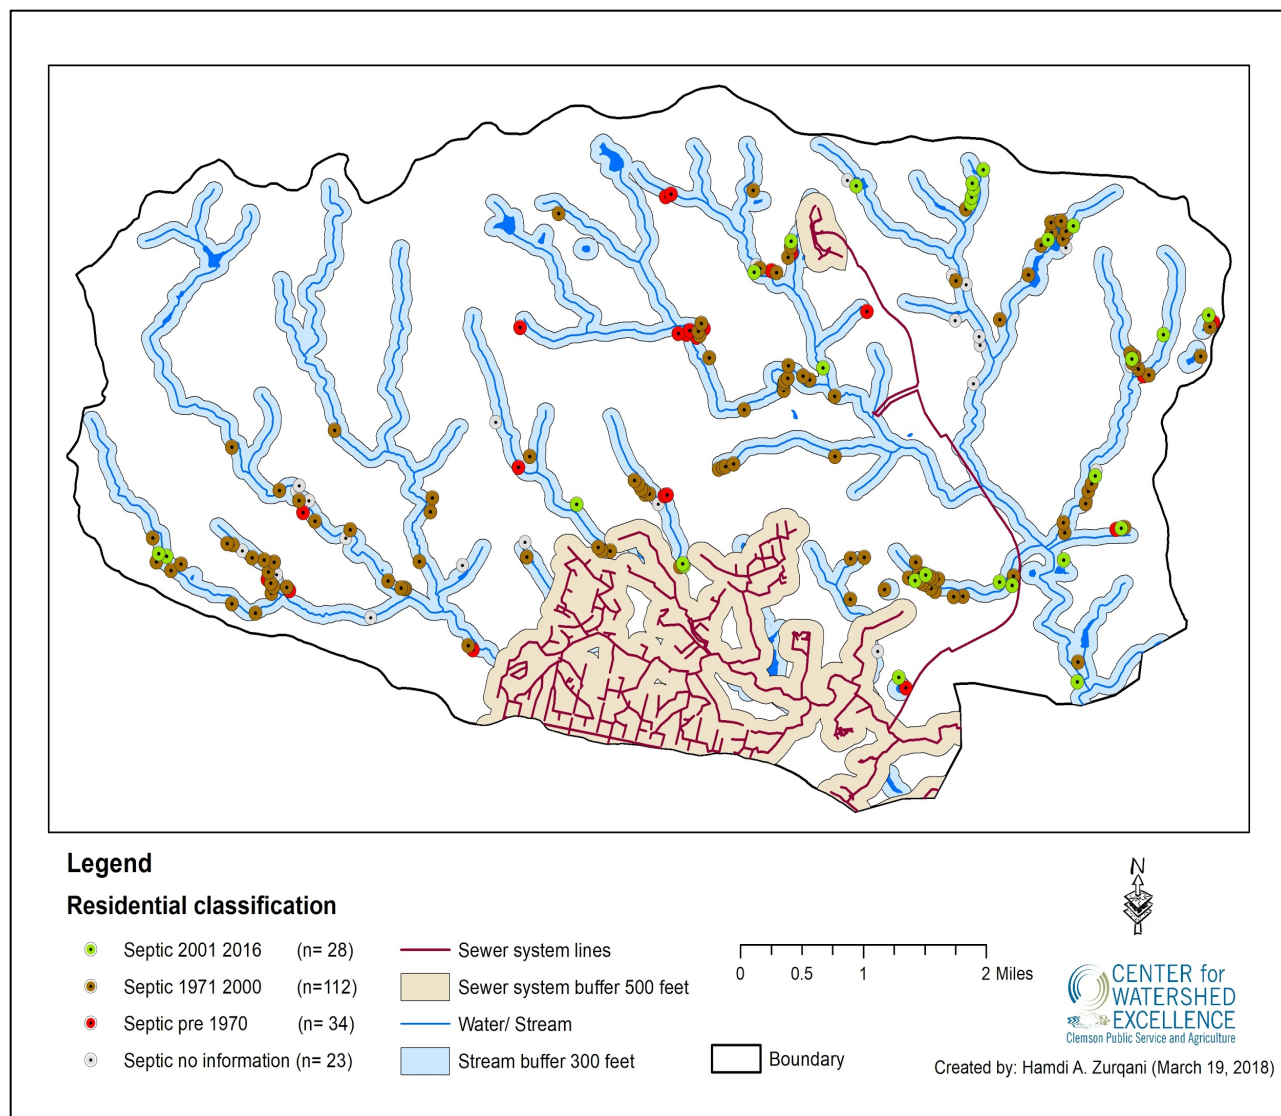 Legend
Residential classification
Septic 2001 2016 (n= 28)
Septic 1971 2000 (n=112)
Septic pre 1970 (n= 34)
Septic no information (n= 23)
Sewer system lines
Sewer system buffer 500 feet
Water/ Stream
Stream buffer 300 feet
0 0.5 1 2 Miles
Boundary
N
CENTER for
WATERSHED
EXCELLENCE
Clemson Public Service and Agriculture
Created by: Hamdi A. Zurqani (March 19, 2018)